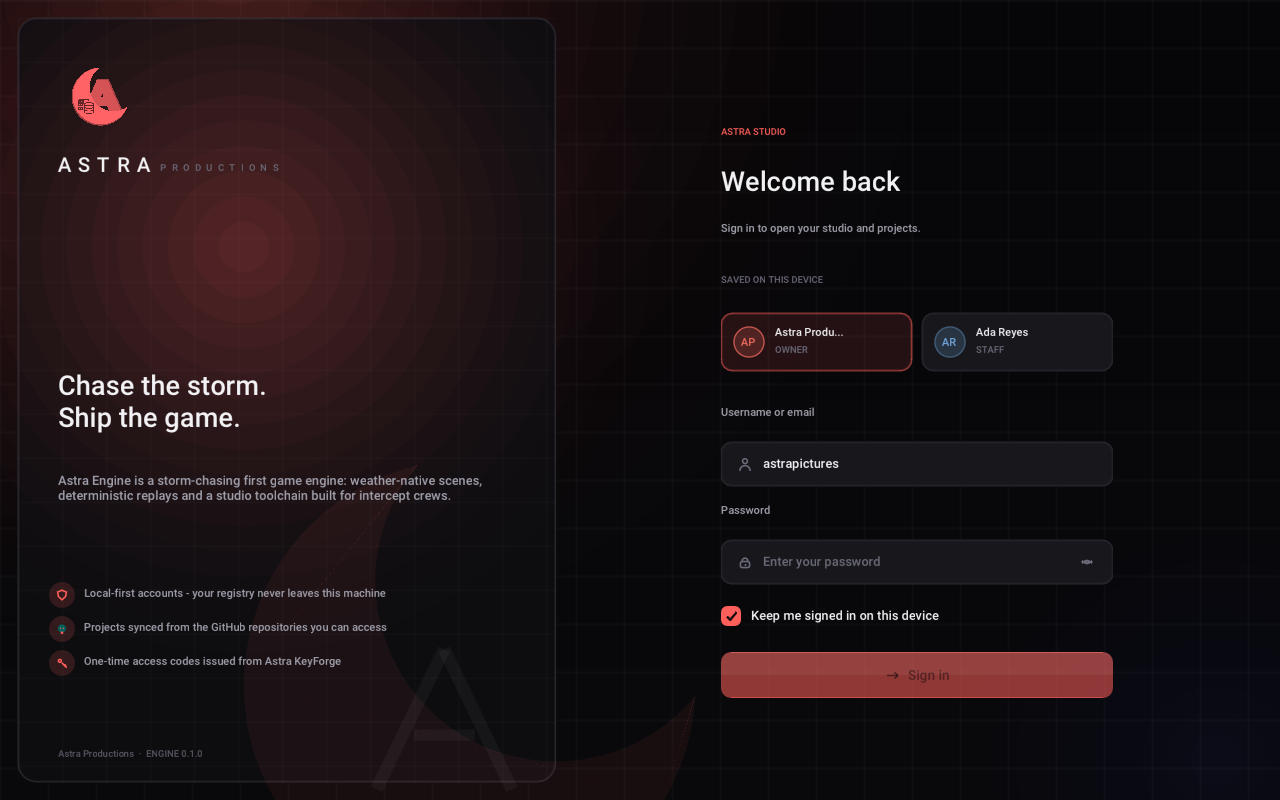 ASTRA PRODUCTIONS
Chase the storm.
Ship the game.
Astra Engine is a storm-chasing first game engine: weather-native scenes,
deterministic replays and a studio toolchain built for intercept crews.
Local-first accounts - your registry never leaves this machine
Projects synced from the GitHub repositories you can access
One-time access codes issued from Astra KeyForge
Astra Productions · ENGINE 0.1.0
ASTRA STUDIO
Welcome back
Sign in to open your studio and projects.
SAVED ON THIS DEVICE
AP
Astra Produ...
OWNER
AR
Ada Reyes
STAFF
Username or email
astrapictures
Password
Enter your password
Keep me signed in on this device
Sign in